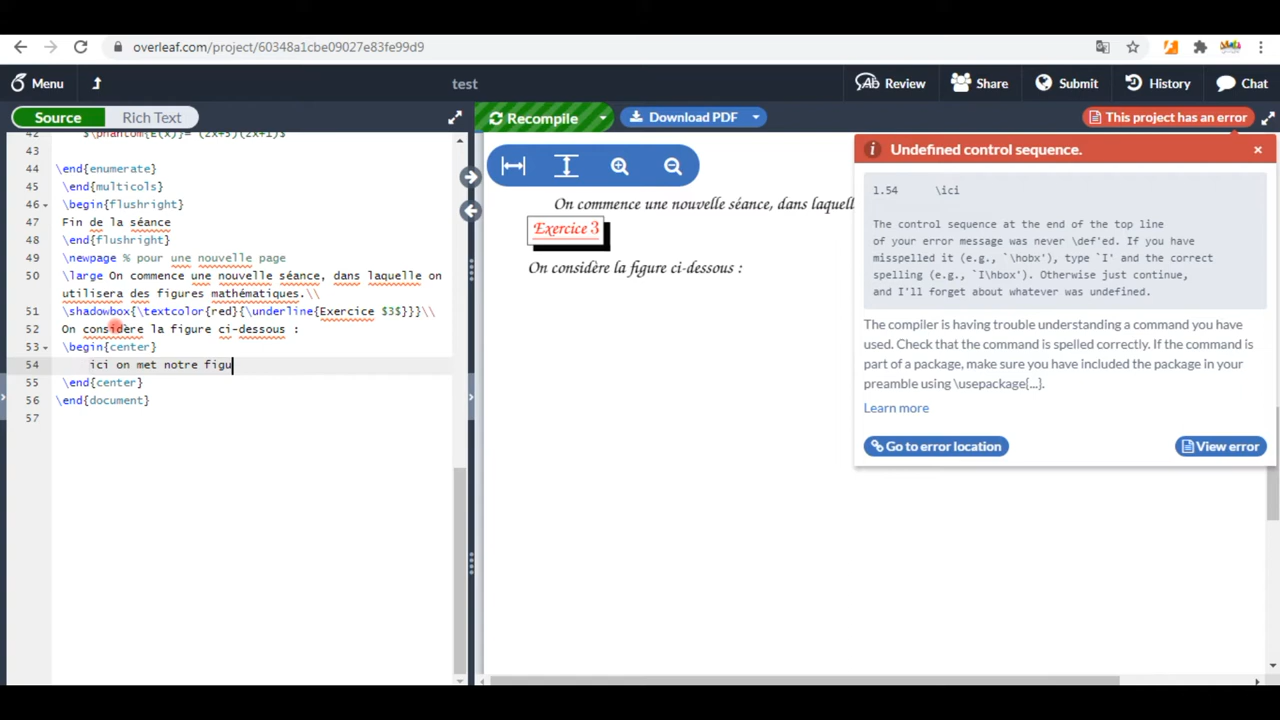 overleaf.com/project/60348a1cbe09027e83fe99d9
Menu
test
Review
Share
Submit
History
Chat
Source
Rich Text
Recompile
Download PDF
This project has an error
42 $\phantom{E(x)}= (2x+5)(2x+1)$
43
44 \end{enumerate}
45 \end{multicols}
46 \begin{flushright}
47 Fin de la séance
48 \end{flushright}
49 \newpage % pour une nouvelle page
50 \large On commence une nouvelle séance, dans laquelle on
utilisera des figures mathématiques.\\
51 \shadowbox{\textcolor{red}{\underline{Exercice $3$}}}\\
52 On considère la figure ci-dessous :
53 \begin{center}
54 ici on met notre figu
55 \end{center}
56 \end{document}
57
On commence une nouvelle séance, dans laquell
Exercice 3
On considère la figure ci-dessous :
i Undefined control sequence. ×
l.54 \ici
The control sequence at the end of the top line
of your error message was never \def'ed. If you have
misspelled it (e.g., `\hobx'), type `I' and the correct
spelling (e.g., `I\hbox'). Otherwise just continue,
and I'll forget about whatever was undefined.
The compiler is having trouble understanding a command you have
used. Check that the command is spelled correctly. If the command is
part of a package, make sure you have included the package in your
preamble using \usepackage{...}.
Learn more
Go to error location
View error